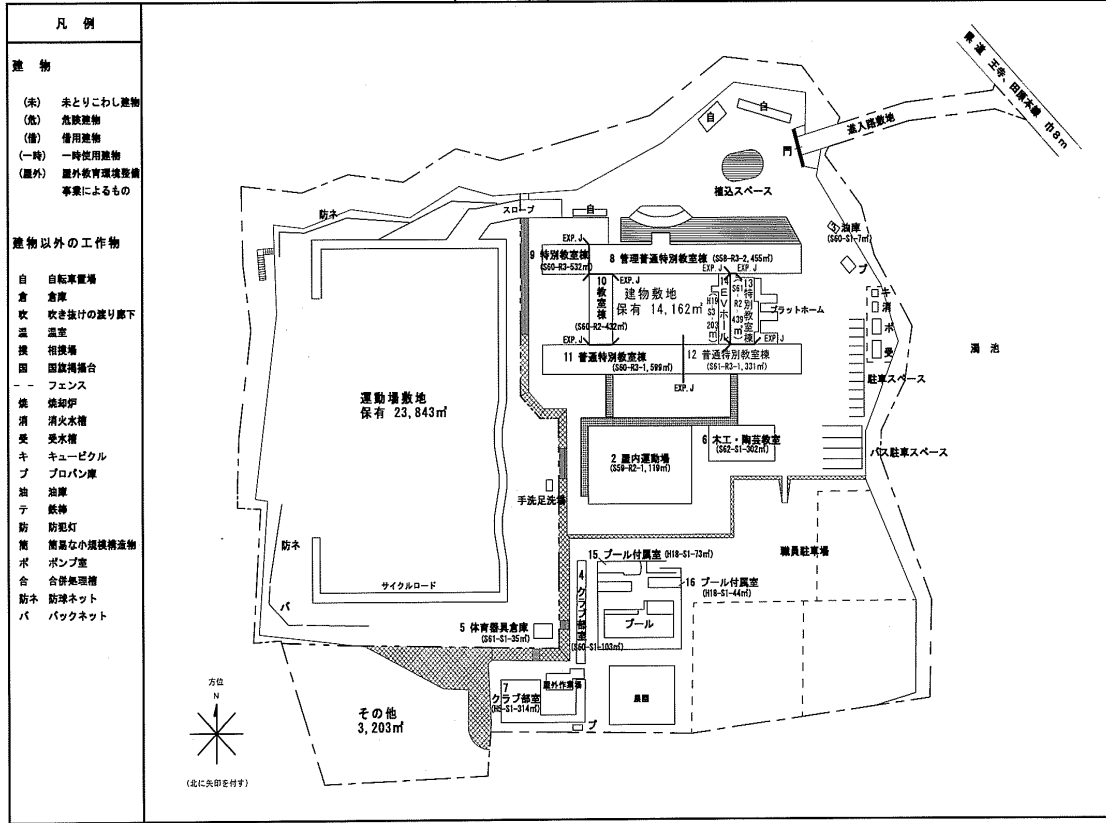 凡 例
建 物
(未) 未とりこわし建物
(危) 危険建物
(借) 借用建物
(一時) 一時使用建物
(屋外) 屋外教育環境整備
事業によるもの
建物以外の工作物
自 自転車置場
倉 倉庫
吹 吹き抜けの渡り廊下
温 温室
撲 相撲場
国 国旗掲揚台
-- フェンス
焼 焼却炉
消 消火水槽
受 受水槽
キ キュービクル
プ プロパン庫
油 油庫
テ 鉄棒
防 防犯灯
簡 簡易な小規模構造物
ポ ポンプ室
合 合併処理槽
防ネ 防球ネット
バ バックネット
県道 王寺、田原本線 巾8m
進入路敷地
門
自
自
植込スペース
防ネ
スロープ
自
油庫
(S60-S1-7㎡)
プ
EXP.J
9 特別教室棟
(S60-R3-532㎡)
8 管理普通特別教室棟 (S58-R3-2,455㎡)
EXP.J
EXP.J EXP.J
10 教室棟
(S60-R2-432㎡)
建物敷地
保有 14,162㎡
14 EVホール
(H19-S3-203㎡)
13 特別教室棟
(S61-R2-439㎡)
プラットホーム
キ
消
ポ
受
濁 池
EXP.J
EXP.J
11 普通特別教室棟
(S60-R3-1,599㎡)
12 普通特別教室棟
(S61-R3-1,331㎡)
EXP.J
駐車スペース
運動場敷地
保有 23,843㎡
6 木工・陶芸教室
(S62-S1-302㎡)
バス駐車スペース
2 屋内運動場
(S59-R2-1,119㎡)
手洗足洗場
防ネ
職員駐車場
15 プール付属室 (H18-S1-73㎡)
16 プール付属室
(H18-S1-44㎡)
4 クラブ部室
(S60-S1-103㎡)
プール
サイクルロード
バ
5 体育器具倉庫
(S61-S1-35㎡)
7
クラブ部室
(H5-S1-314㎡)
屋外作業場
農園
プ
その他
3,203㎡
方位
N
(北に矢印を付す)